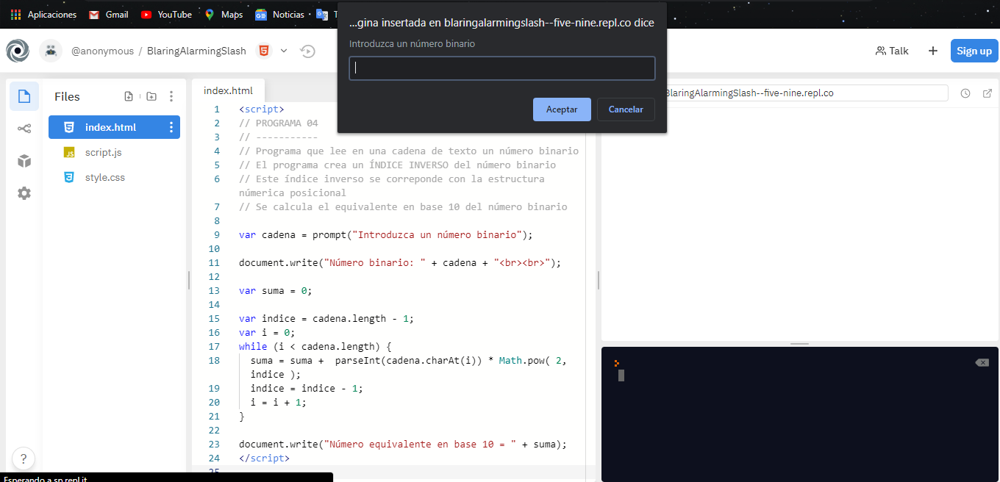 Aplicaciones Gmail YouTube Maps Noticias
...gina insertada en blaringalarmingslash--five-nine.repl.co dice
Introduzca un número binario
Aceptar Cancelar
@anonymous / BlaringAlarmingSlash
Talk + Sign up
Files
index.html
script.js
style.css
?
index.html
1 <script>
2 // PROGRAMA 04
3 // -----------
4 // Programa que lee en una cadena de texto un número binario
5 // El programa crea un ÍNDICE INVERSO del número binario
6 // Este índice inverso se correponde con la estructura
númerica posicional
7 // Se calcula el equivalente en base 10 del número binario
8
9 var cadena = prompt("Introduzca un número binario");
10
11 document.write("Número binario: " + cadena + "<br><br>");
12
13 var suma = 0;
14
15 var indice = cadena.length - 1;
16 var i = 0;
17 while (i < cadena.length) {
18 suma = suma +  parseInt(cadena.charAt(i)) * Math.pow( 2,
indice );
19 indice = indice - 1;
20 i = i + 1;
21 }
22
23 document.write("Número equivalente en base 10 = " + suma);
24 </script>
25
BlaringAlarmingSlash--five-nine.repl.co
Esperando a sp.repl.it